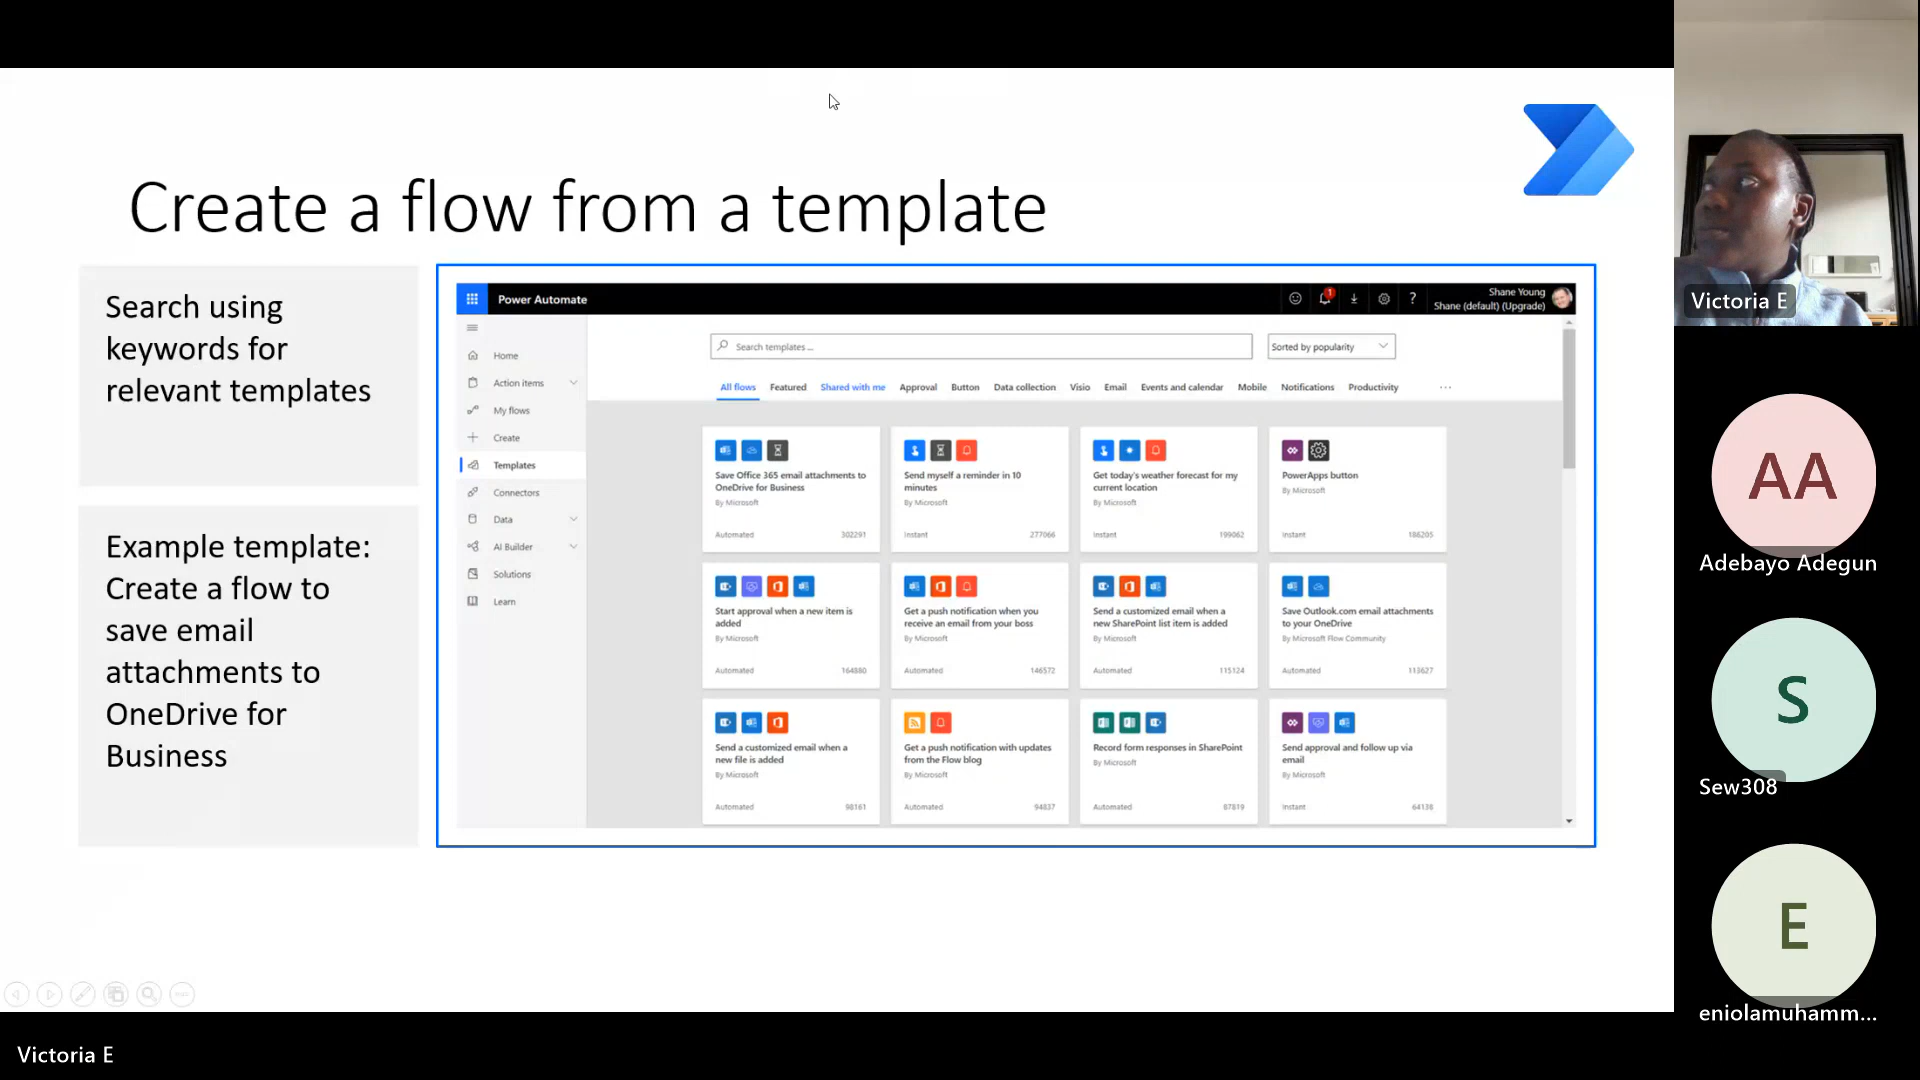 Create a flow from a template
Search using
keywords for
relevant templates
Example template:
Create a flow to
save email
attachments to
OneDrive for
Business
Power Automate
1
?
Shane Young
Shane (default) (Upgrade)
Home
Action items
My flows
Create
Templates
Connectors
Data
AI Builder
Solutions
Learn
Search templates ...
Sorted by popularity
All flows Featured Shared with me Approval Button Data collection Visio Email Events and calendar Mobile Notifications Productivity ...
Save Office 365 email attachments to
OneDrive for Business
By Microsoft
Automated 302291
Send myself a reminder in 10
minutes
By Microsoft
Instant 277066
Get today's weather forecast for my
current location
By Microsoft
Instant 199062
PowerApps button
By Microsoft
Instant 186205
Start approval when a new item is
added
By Microsoft
Automated 164880
Get a push notification when you
receive an email from your boss
By Microsoft
Automated 146572
Send a customized email when a
new SharePoint list item is added
By Microsoft
Automated 115124
Save Outlook.com email attachments
to your OneDrive
By Microsoft Flow Community
Automated 113627
Send a customized email when a
new file is added
By Microsoft
Automated 98161
Get a push notification with updates
from the Flow blog
By Microsoft
Automated 94837
Record form responses in SharePoint
By Microsoft
Automated 87819
Send approval and follow up via
email
By Microsoft
Instant 64138
Victoria E
AA
Adebayo Adegun
S
Sew308
E
eniolamuhamm...
Victoria E